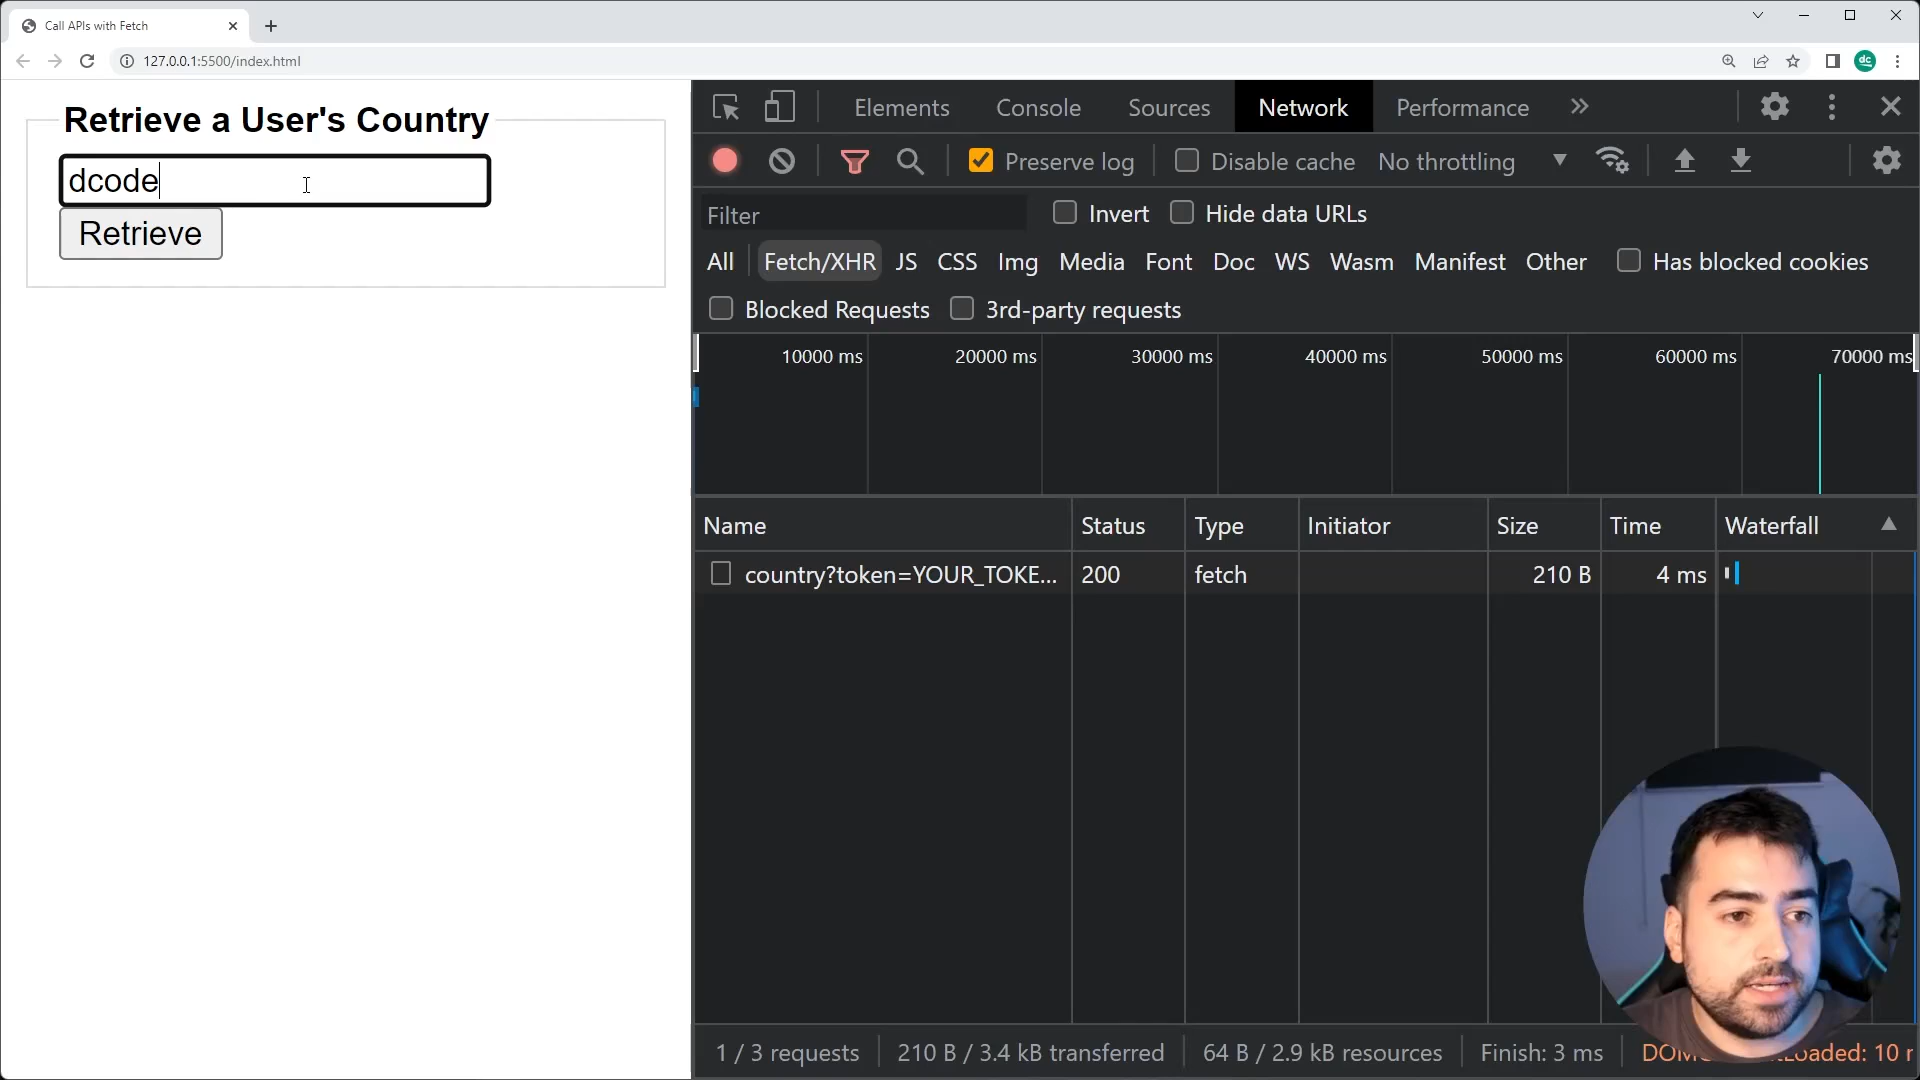 Call APIs with Fetch
127.0.0.1:5500/index.html
dc
Retrieve a User's Country
dcode
Retrieve
Elements Console Sources Network Performance
Preserve log Disable cache No throttling
Filter Invert Hide data URLs
All Fetch/XHR JS CSS Img Media Font Doc WS Wasm Manifest Other Has blocked cookies
Blocked Requests 3rd-party requests
10000 ms 20000 ms 30000 ms 40000 ms 50000 ms 60000 ms 70000 ms
Name Status Type Initiator Size Time Waterfall
country?token=YOUR_TOKE... 200 fetch 210 B 4 ms
1 / 3 requests 210 B / 3.4 kB transferred 64 B / 2.9 kB resources Finish: 3 ms 10